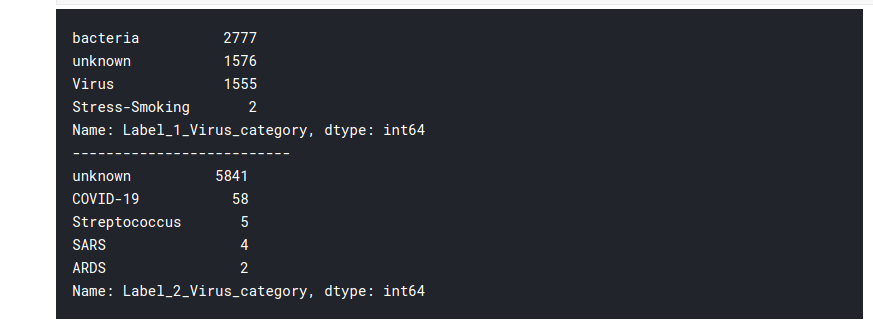 bacteria          2777
unknown           1576
Virus             1555
Stress-Smoking       2
Name: Label_1_Virus_category, dtype: int64
--------------------------
unknown          5841
COVID-19           58
Streptococcus       5
SARS                4
ARDS                2
Name: Label_2_Virus_category, dtype: int64